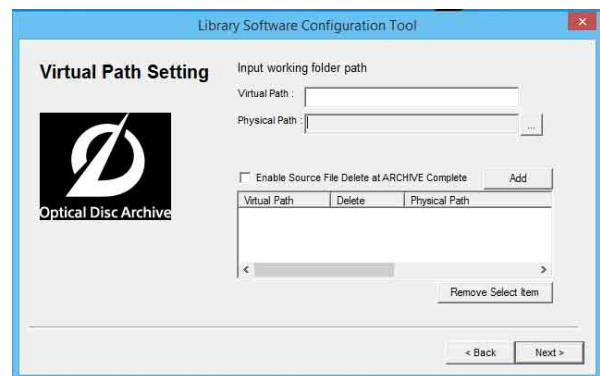 Library Software Configuration Tool
Virtual Path Setting
Input working folder path
Virtual Path :
Physical Path :
...
Optical Disc Archive
Enable Source File Delete at ARCHIVE Complete
Add
Virtual Path Delete Physical Path
Remove Select Item
< Back Next >